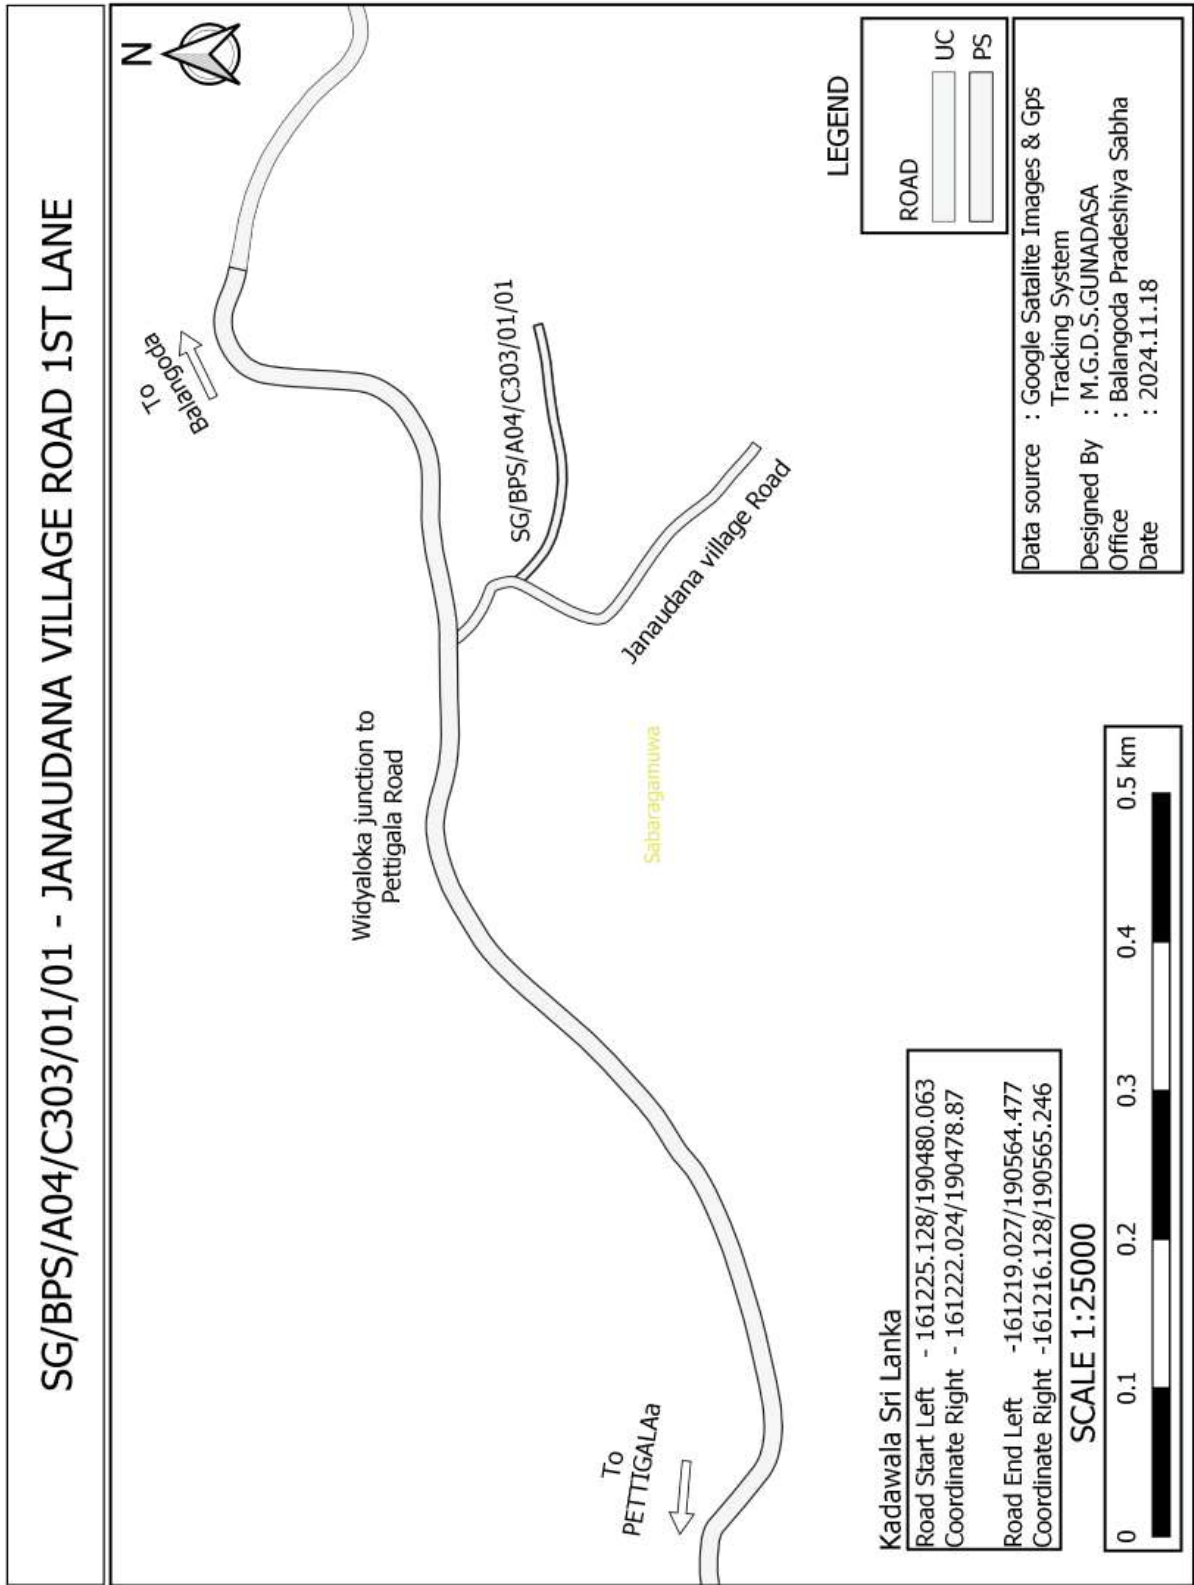 SG/BPS/A04/C303/01/01 - JANAUDANA VILLAGE ROAD 1ST LANE
N
To
Balangoda
Widyaloka junction to
Pettigala Road
SG/BPS/A04/C303/01/01
Janaudana village Road
Sabaragamuwa
To
PETTIGALAa
LEGEND
ROAD
UC
PS
Kadawala Sri Lanka
Road Start Left - 161225.128/190480.063
Coordinate Right - 161222.024/190478.87
Road End Left -161219.027/190564.477
Coordinate Right -161216.128/190565.246
SCALE 1:25000
0 0.1 0.2 0.3 0.4 0.5 km
Data source : Google Satalite Images & Gps
Tracking System
Designed By : M.G.D.S.GUNADASA
Office : Balangoda Pradeshiya Sabha
Date : 2024.11.18